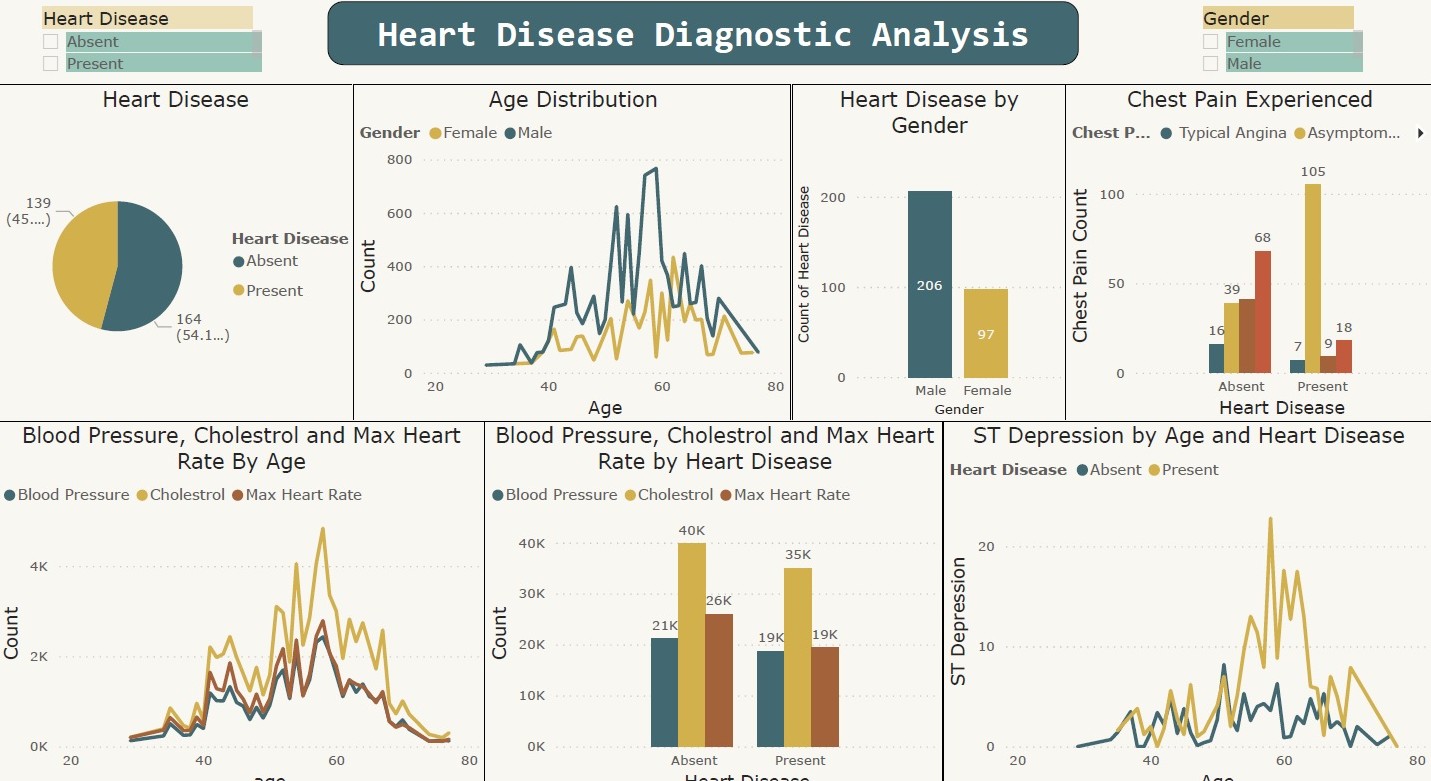 Heart Disease
Absent
Present
Heart Disease Diagnostic Analysis
Gender
Female
Male
Heart Disease
139
(45....)
164
(54.1...)
Heart Disease
Absent
Present
Age Distribution
Gender Female Male
800
600
400
200
0
20 40 60 80
Count
Age
Heart Disease by
Gender
200
100
0
206
97
Male Female
Count of Heart Disease
Gender
Chest Pain Experienced
Chest P... Typical Angina Asymptom...
100
50
0
16
39
68
7
105
9
18
Absent Present
Chest Pain Count
Heart Disease
Blood Pressure, Cholestrol and Max Heart
Rate By Age
Blood Pressure Cholestrol Max Heart Rate
4K
2K
0K
20 40 60 80
Count
age
Blood Pressure, Cholestrol and Max Heart
Rate by Heart Disease
Blood Pressure Cholestrol Max Heart Rate
40K
30K
20K
10K
0K
21K
40K
26K
19K
35K
19K
Absent Present
Count
Heart Disease
ST Depression by Age and Heart Disease
Heart Disease Absent Present
20
10
0
20 40 60 80
ST Depression
Age